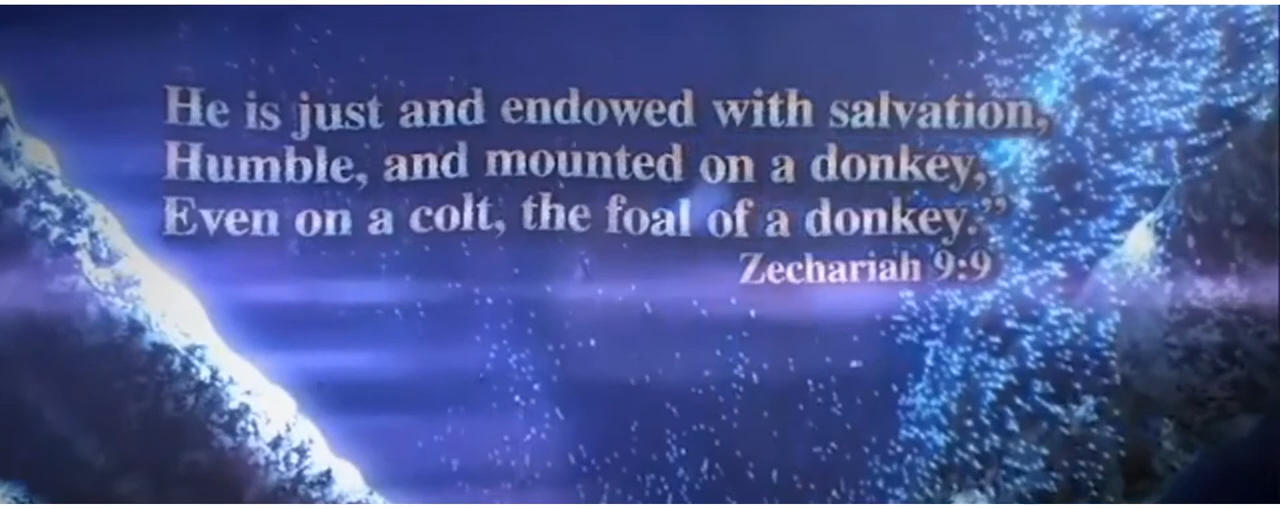 He is just and endowed with salvation,
Humble, and mounted on a donkey,
Even on a colt, the foal of a donkey.”
Zechariah 9:9